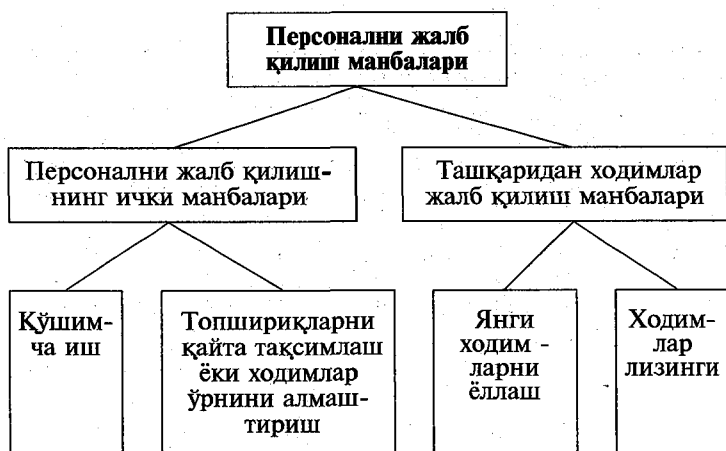 Персонални жалб
қилиш манбалари
Персонални жалб қилиш-
нинг ички манбалари
Ташқаридан ходимлар
жалб қилиш манбалари
Қўшим-
ча иш
Топшириқларни
қайта тақсимлаш
ёки ходимлар
ўрнини алмаш-
тириш
Янги
ходим -
ларни
ёллаш
Ходим-
лар
лизинги